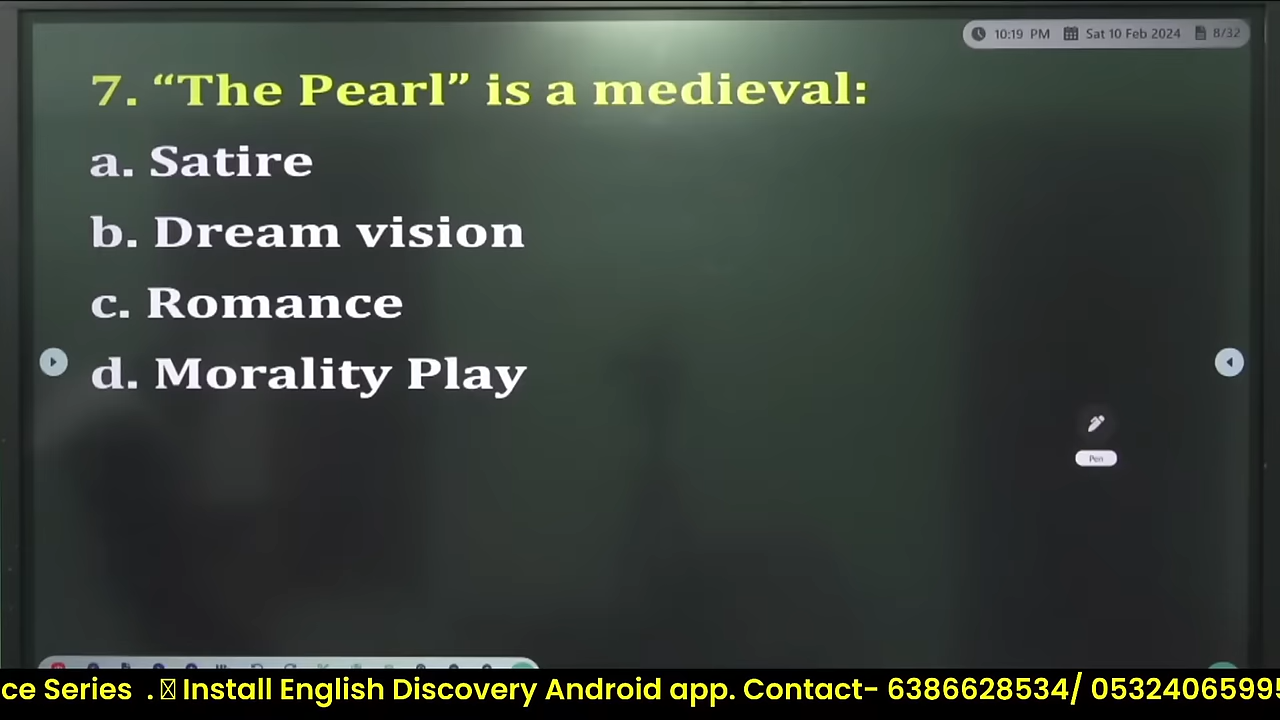 10:19 PM Sat 10 Feb 2024 8/32
7. “The Pearl” is a medieval:
a. Satire
b. Dream vision
c. Romance
d. Morality Play
Pen
ce Series . Install English Discovery Android app. Contact- 6386628534/ 05324065995